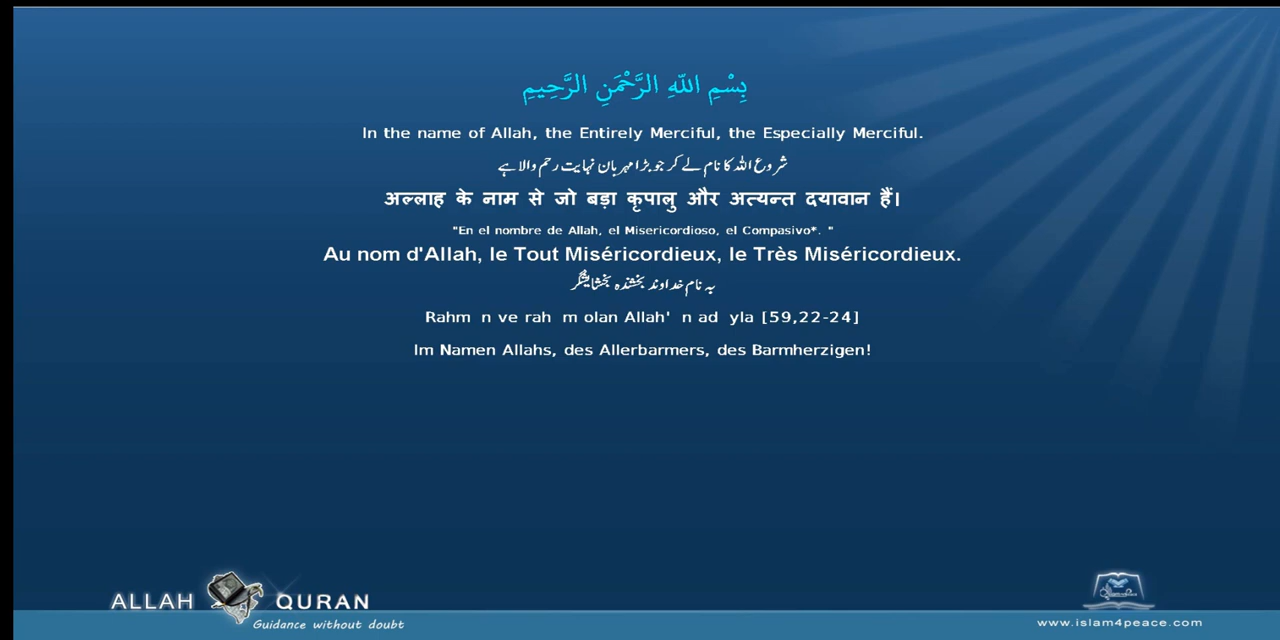 بِسْمِ اللّهِ الرَّحْمَنِ الرَّحِيمِ
In the name of Allah, the Entirely Merciful, the Especially Merciful.
شروع اللہ کا نام لے کر جو بڑا مہربان نہایت رحم والا ہے
अल्लाह के नाम से जो बड़ा कृपालु और अत्यन्त दयावान हैं।
"En el nombre de Allah, el Misericordioso, el Compasivo*. "
Au nom d'Allah, le Tout Miséricordieux, le Très Miséricordieux.
به نام خداوند بخشنده بخشایشگر
Rahm n ve rah m olan Allah' n ad yla [59,22-24]
Im Namen Allahs, des Allerbarmers, des Barmherzigen!
ALLAH QURAN
Guidance without doubt
www.islam4peace.com